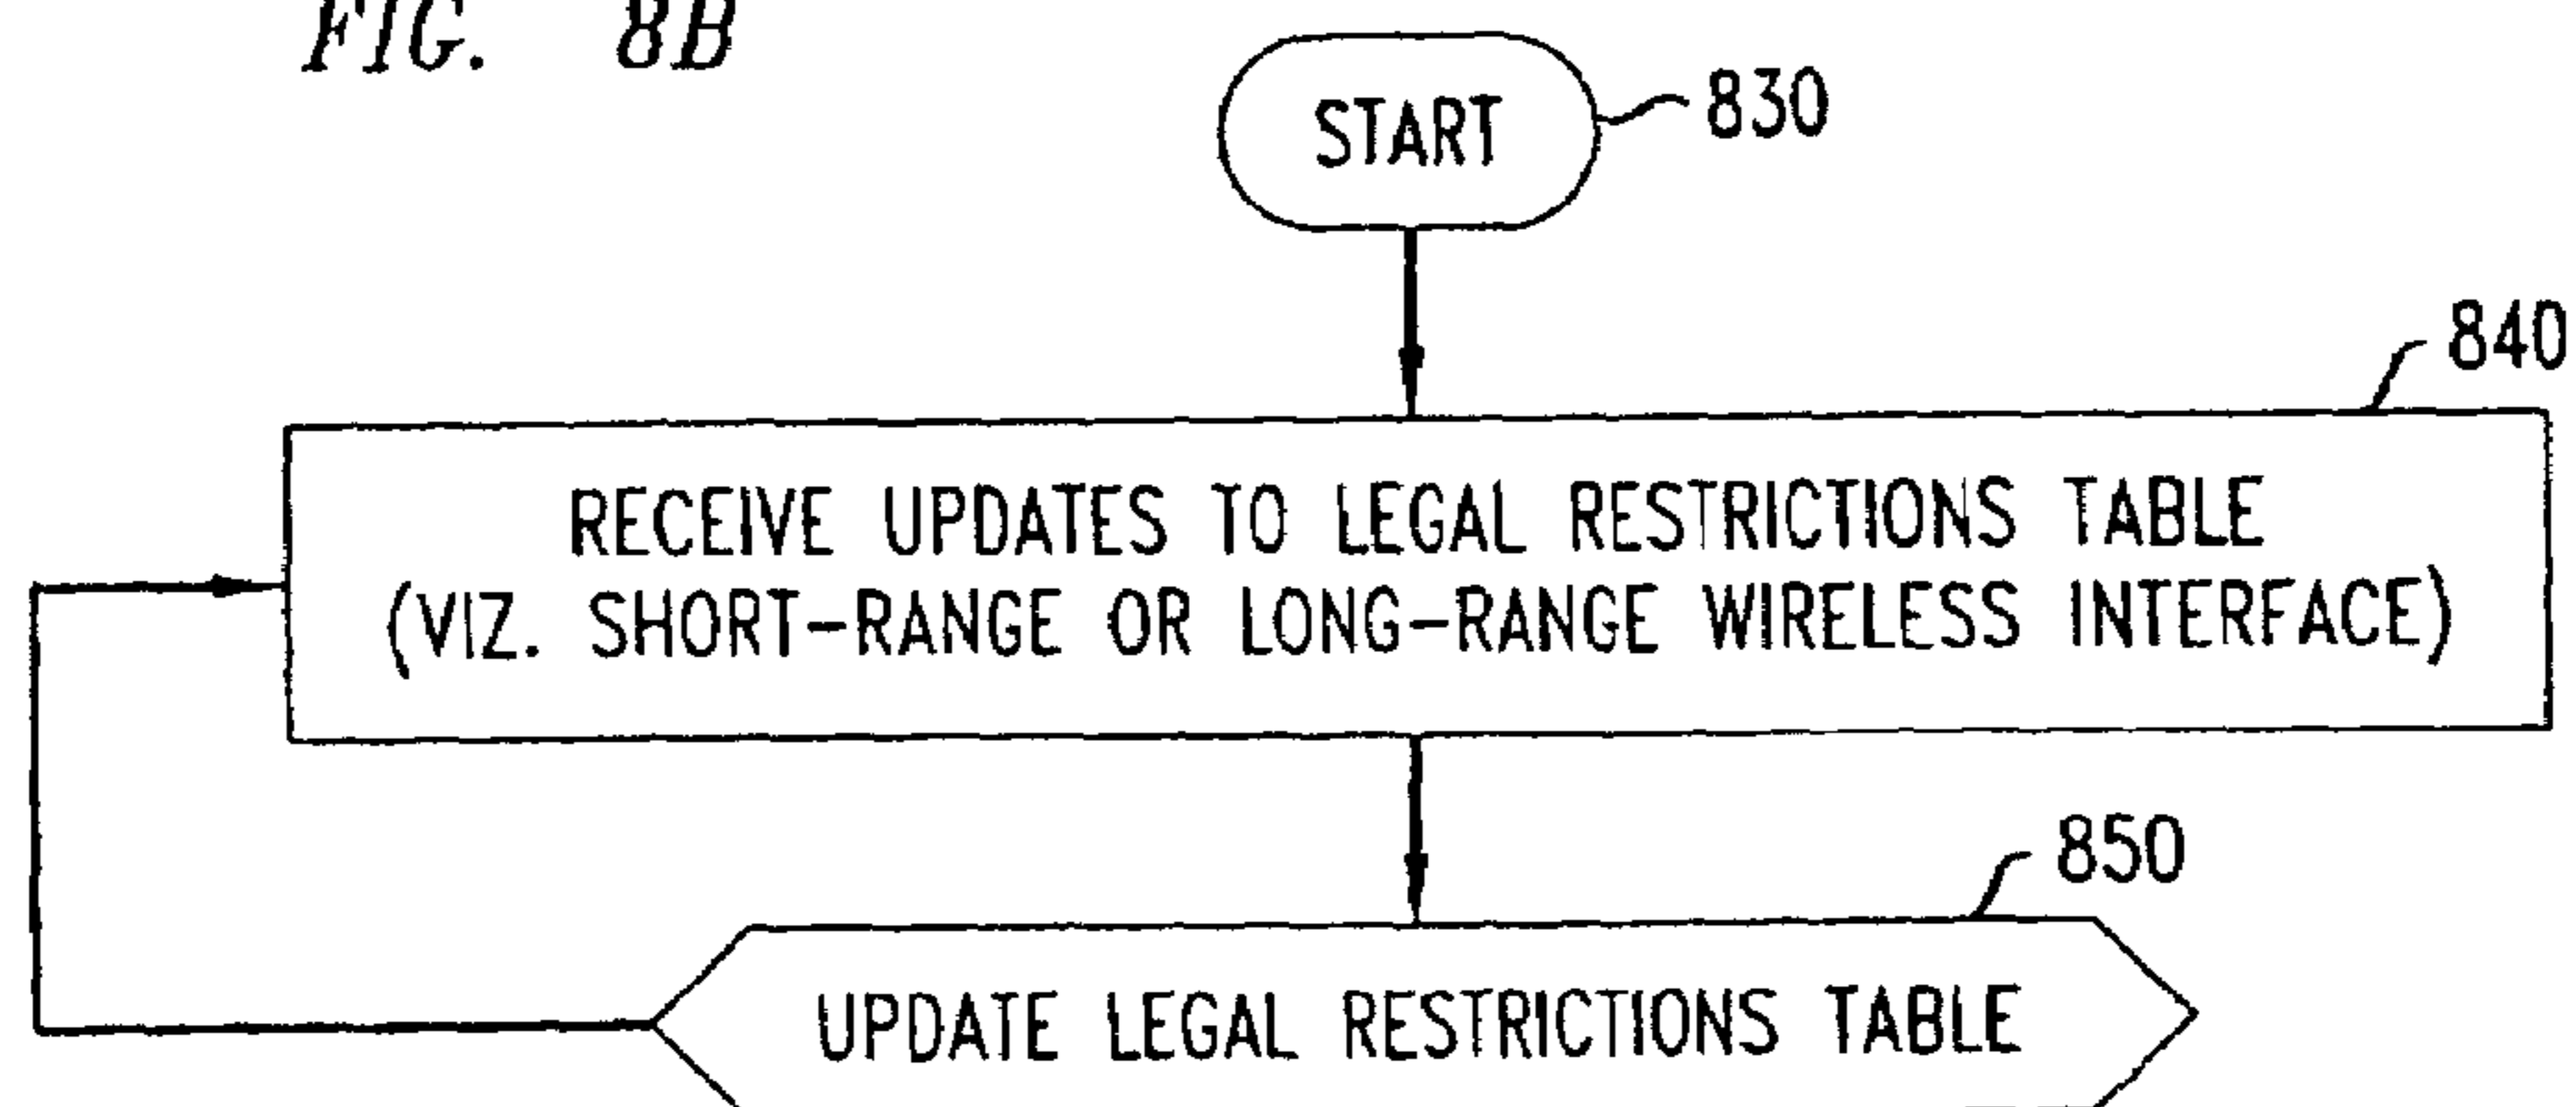 FIG. 8B
START
830
840
RECEIVE UPDATES TO LEGAL RESTRICTIONS TABLE
(VIZ. SHORT-RANGE OR LONG-RANGE WIRELESS INTERFACE)
850
UPDATE LEGAL RESTRICTIONS TABLE